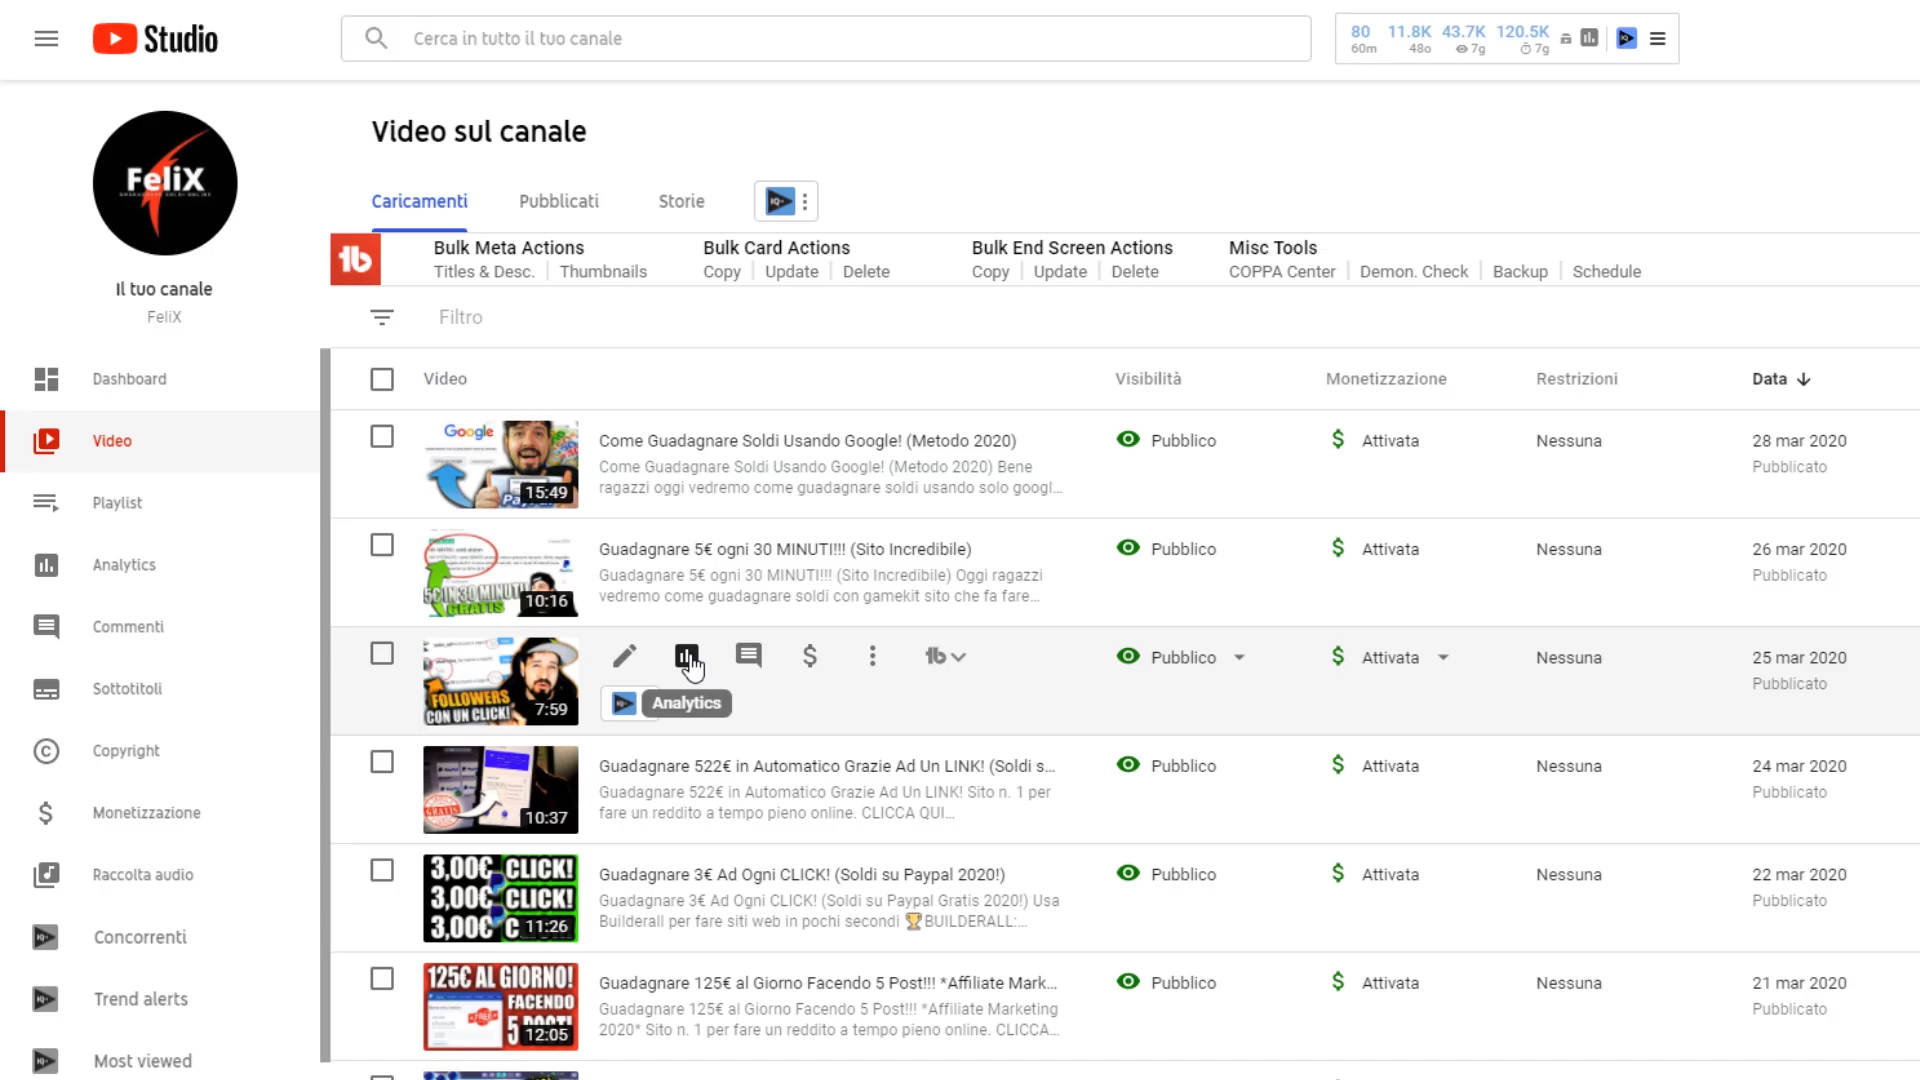 Studio
Cerca in tutto il tuo canale
80 11.8K 43.7K 120.5K
60m 48o 7g 7g
Video sul canale
Caricamenti Pubblicati Storie
Bulk Meta Actions Bulk Card Actions Bulk End Screen Actions Misc Tools
Titles & Desc. Thumbnails Copy Update Delete Copy Update Delete COPPA Center Demon. Check Backup Schedule
FeliX
Il tuo canale
FeliX
Filtro
Dashboard
Video
Playlist
Analytics
Commenti
Sottotitoli
Copyright
Monetizzazione
Raccolta audio
Concorrenti
Trend alerts
Most viewed
Video Visibilità Monetizzazione Restrizioni Data
Google
15:49
Come Guadagnare Soldi Usando Google! (Metodo 2020) Pubblico Attivata Nessuna 28 mar 2020
Come Guadagnare Soldi Usando Google! (Metodo 2020) Bene Pubblicato
ragazzi oggi vedremo come guadagnare soldi usando solo googl...
5€ IN 30 MINUTI
GRATIS
10:16
Guadagnare 5€ ogni 30 MINUTI!!! (Sito Incredibile) Pubblico Attivata Nessuna 26 mar 2020
Guadagnare 5€ ogni 30 MINUTI!!! (Sito Incredibile) Oggi ragazzi Pubblicato
vedremo come guadagnare soldi con gamekit sito che fa fare...
FOLLOWERS
CON UN CLICK!
7:59
Analytics
Pubblico Attivata Nessuna 25 mar 2020
Pubblicato
GRATIS
10:37
Guadagnare 522€ in Automatico Grazie Ad Un LINK! (Soldi s... Pubblico Attivata Nessuna 24 mar 2020
Guadagnare 522€ in Automatico Grazie Ad Un LINK! Sito n. 1 per Pubblicato
fare un reddito a tempo pieno online. CLICCA QUI...
3,00€ CLICK!
3,00€ CLICK!
3,00€ C
11:26
Guadagnare 3€ Ad Ogni CLICK! (Soldi su Paypal 2020!) Pubblico Attivata Nessuna 22 mar 2020
Guadagnare 3€ Ad Ogni CLICK! (Soldi su Paypal Gratis 2020!) Usa Pubblicato
Builderall per fare siti web in pochi secondi 🏆BUILDERALL:...
125€ AL GIORNO!
FACENDO
5 POST!
FREE
12:05
Guadagnare 125€ al Giorno Facendo 5 Post!!! *Affiliate Mark... Pubblico Attivata Nessuna 21 mar 2020
Guadagnare 125€ al Giorno Facendo 5 Post!!! *Affiliate Marketing Pubblicato
2020* Sito n. 1 per fare un reddito a tempo pieno online. CLICCA...